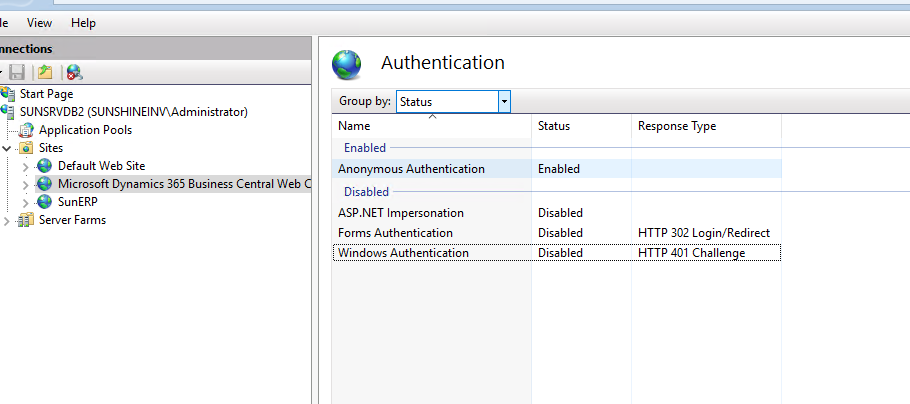 View Help
Authentication
Group by: Status
Start Page
SUNSRVDB2 (SUNSHINEINV\Administrator)
Application Pools
Sites
Default Web Site
Microsoft Dynamics 365 Business Central Web C
SunERP
Server Farms
Name Status Response Type
Enabled
Anonymous Authentication Enabled
Disabled
ASP.NET Impersonation Disabled
Forms Authentication Disabled HTTP 302 Login/Redirect
Windows Authentication Disabled HTTP 401 Challenge